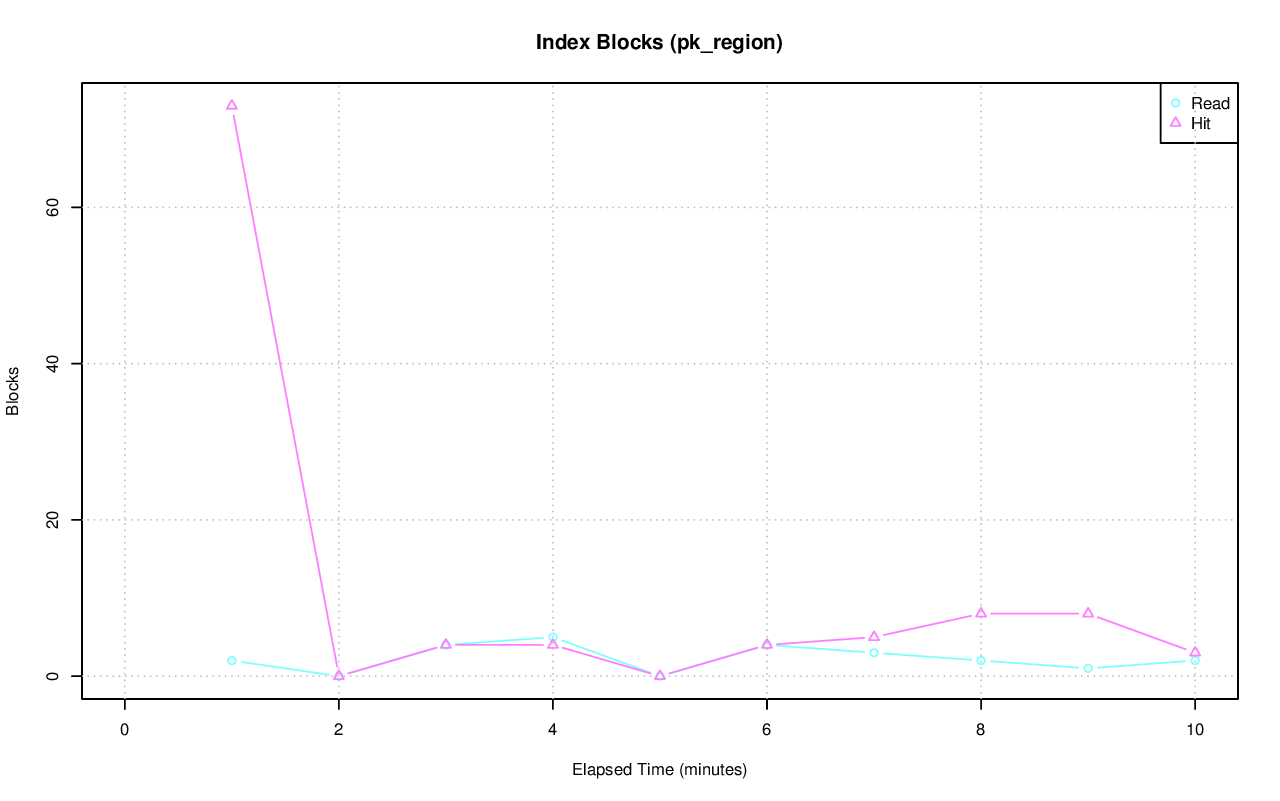 Index Blocks (pk_region)
Read
Hit
60
40
20
0
Blocks
0 2 4 6 8 10
Elapsed Time (minutes)